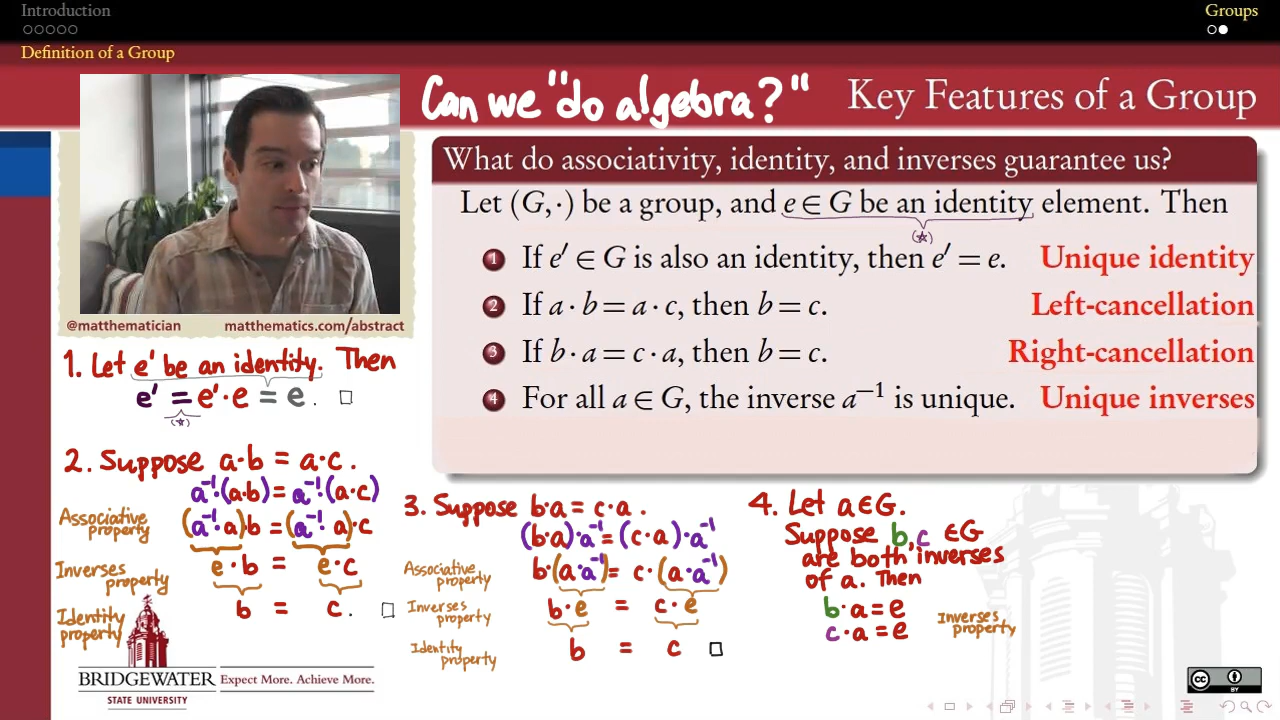 Introduction
Groups
Definition of a Group
Can we "do algebra?"
Key Features of a Group
What do associativity, identity, and inverses guarantee us?
Let (G,·) be a group, and e ∈ G be an identity element. Then
(☆)
1 If e′ ∈ G is also an identity, then e′ = e. Unique identity
2 If a · b = a · c, then b = c. Left-cancellation
3 If b · a = c · a, then b = c. Right-cancellation
4 For all a ∈ G, the inverse a⁻¹ is unique. Unique inverses
@matthematician matthematics.com/abstract
1. Let e' be an identity. Then
e' = e'·e = e. □
(☆)
2. Suppose a·b = a·c.
a⁻¹·(a·b) = a⁻¹·(a·c)
Associative property
(a⁻¹·a)·b = (a⁻¹·a)·c
Inverses property
e·b = e·c
Identity property
b = c. □
3. Suppose b·a = c·a.
(b·a)·a⁻¹ = (c·a)·a⁻¹
Associative property
b·(a·a⁻¹) = c·(a·a⁻¹)
Inverses property
b·e = c·e
Identity property
b = c □
4. Let a∈G.
Suppose b,c ∈G
are both inverses
of a. Then
b·a = e
c·a = e
Inverses property
BRIDGEWATER
STATE UNIVERSITY
Expect More. Achieve More.
CC BY